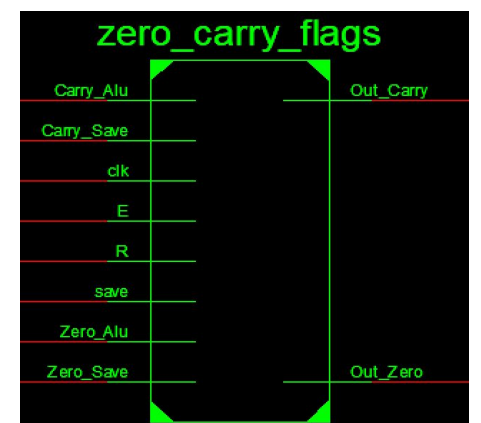 zero_carry_flags
Carry_Alu
Out_Carry
Carry_Save
clk
E
R
save
Zero_Alu
Zero_Save
Out_Zero